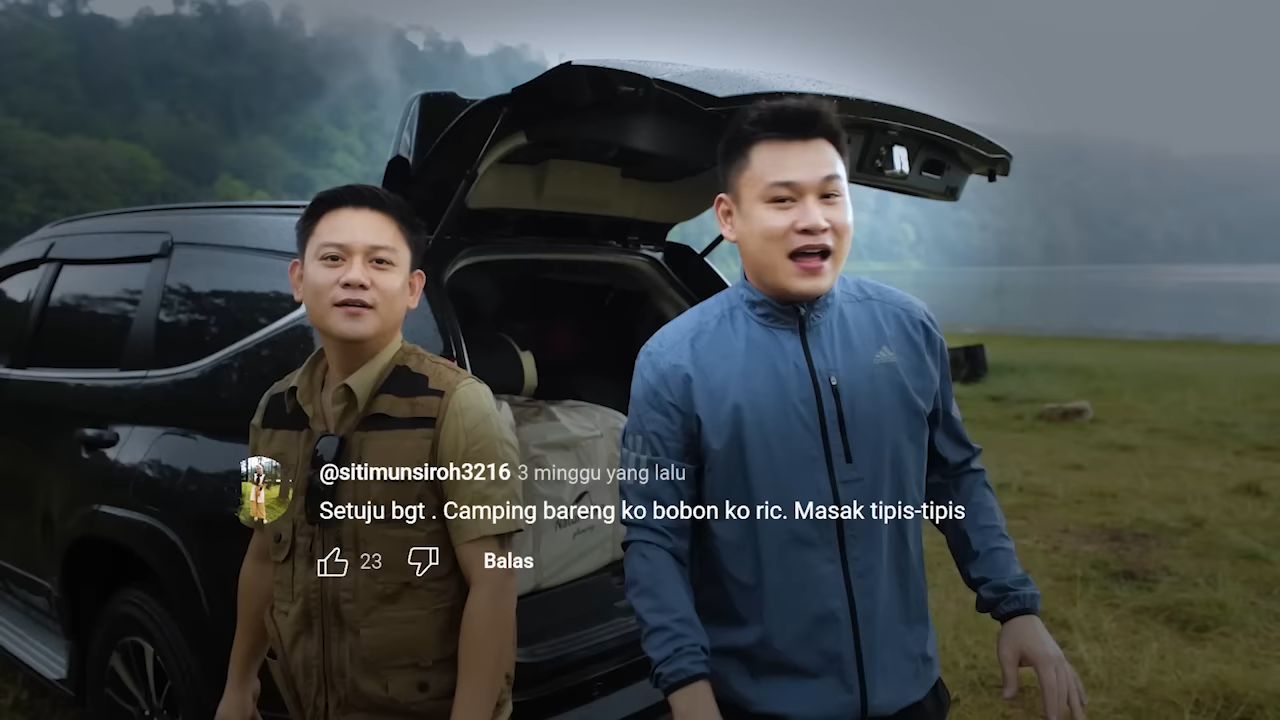 @sitimunsiroh3216 3 minggu yang lalu
Setuju bgt . Camping bareng ko bobon ko ric. Masak tipis-tipis
23 Balas